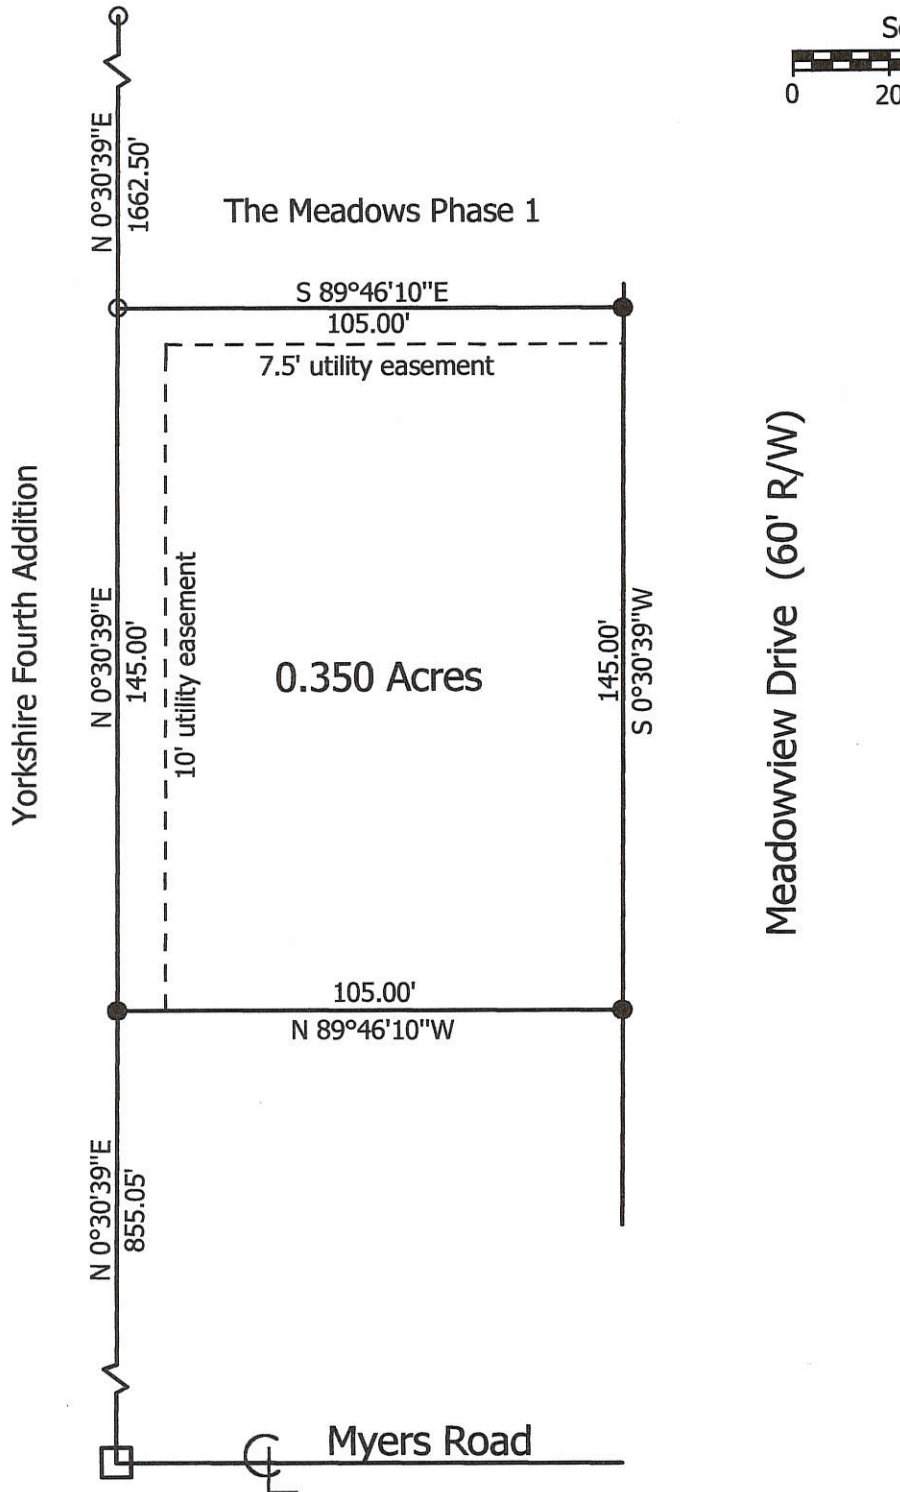 0
20
N 0°30'39"E
1662.50'
The Meadows Phase 1
S 89°46'10"E
105.00'
7.5' utility easement
Yorkshire Fourth Addition
N 0°30'39"E
145.00'
10' utility easement
0.350 Acres
145.00'
S 0°30'39"W
Meadowview Drive (60' R/W)
105.00'
N 89°46'10"W
N 0°30'39"E
855.05'
Myers Road